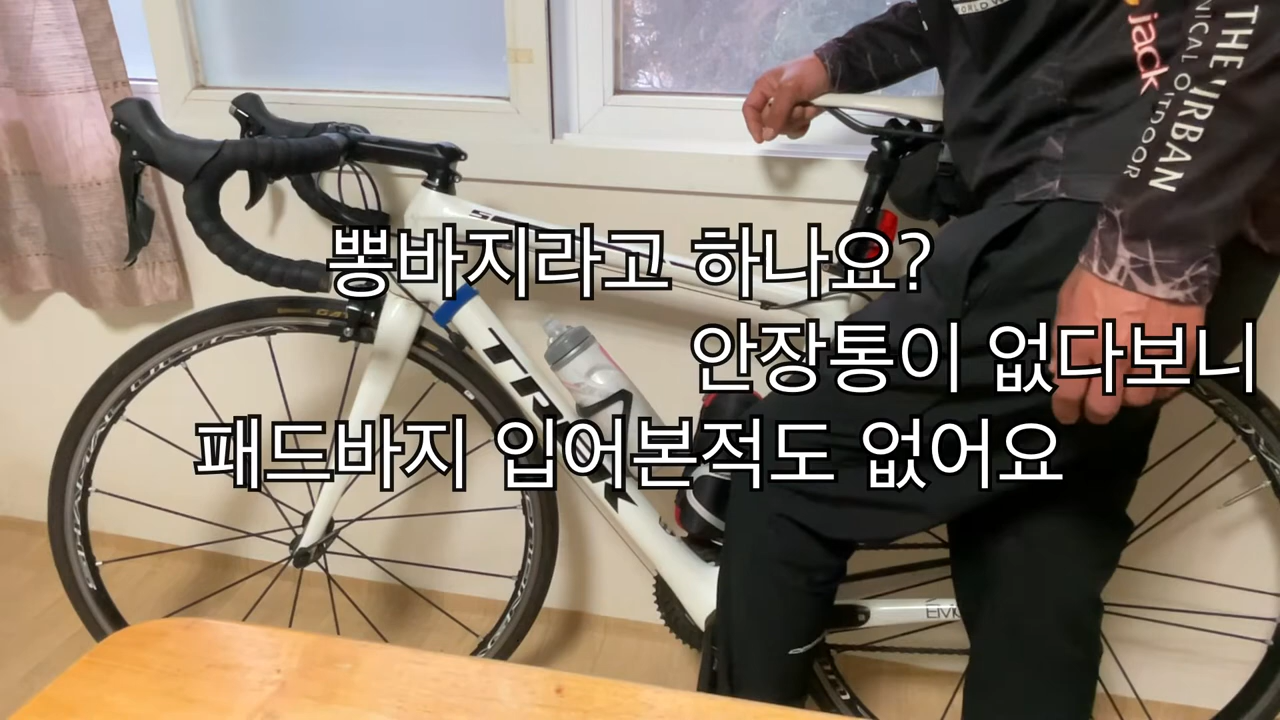 jack
THE URBAN
OUTDOOR
뽕바지라고 하나요?
안장통이 없다보니
패드바지 입어본적도 없어요
TREK